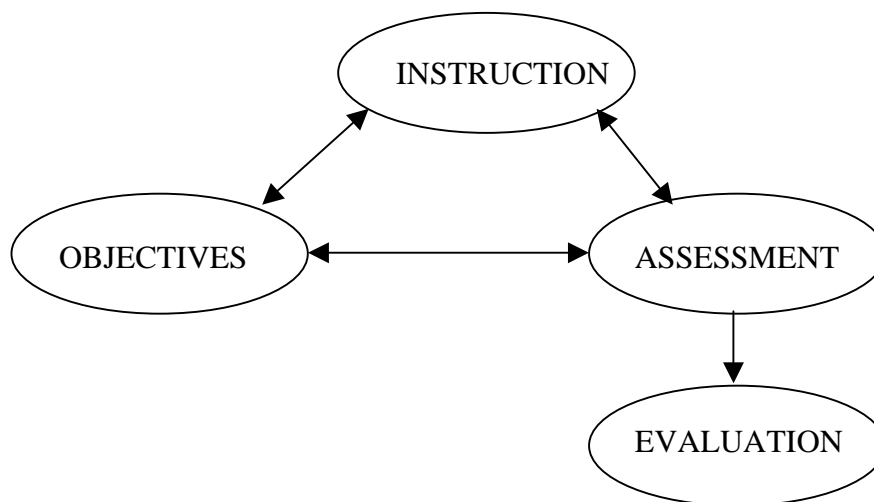 INSTRUCTION
OBJECTIVES
ASSESSMENT
EVALUATION